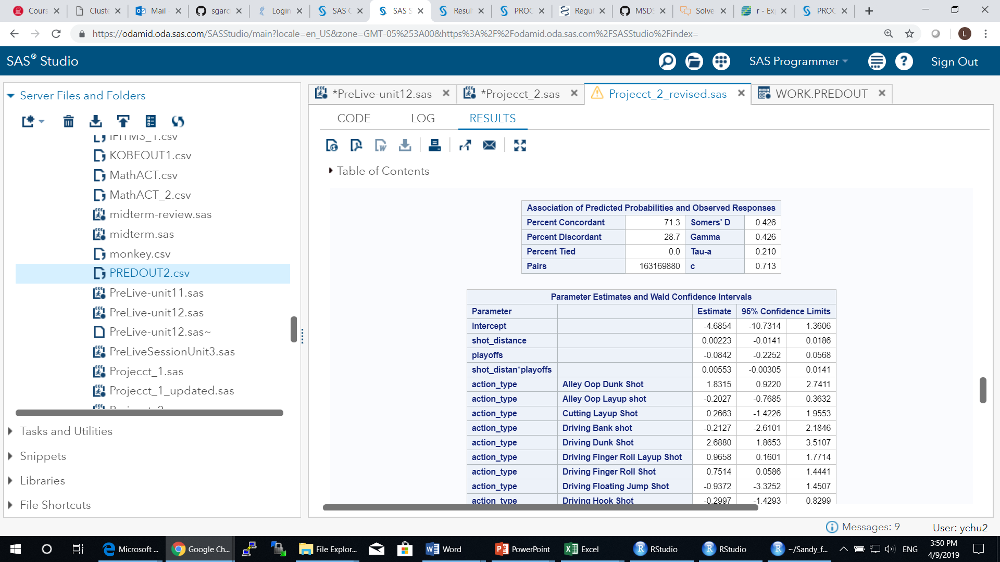 Cours
Cluste
Mail -
sgarc
Login
SAS C
SAS S
Resul
PROC
Regu
MSDS
Solve
r - Ex
PROC
https://odamid.oda.sas.com/SASStudio/main?locale=en_US&zone=GMT-05%253A00&https%3A%2F%2Fodamid.oda.sas.com%2FSASStudio%2Findex=
L
SAS® Studio
SAS Programmer
Sign Out
Server Files and Folders
IFITM3_1.csv
KOBEOUT1.csv
MathACT.csv
MathACT_2.csv
midterm-review.sas
midterm.sas
monkey.csv
PREDOUT2.csv
PreLive-unit11.sas
PreLive-unit12.sas
PreLive-unit12.sas~
PreLiveSessionUnit3.sas
Projecct_1.sas
Projecct_1_updated.sas
Tasks and Utilities
Snippets
Libraries
File Shortcuts
*PreLive-unit12.sas
*Projecct_2.sas
Projecct_2_revised.sas
WORK.PREDOUT
CODE LOG RESULTS
Table of Contents
Association of Predicted Probabilities and Observed Responses
Percent Concordant 71.3 Somers' D 0.426
Percent Discordant 28.7 Gamma 0.426
Percent Tied 0.0 Tau-a 0.210
Pairs 163169880 c 0.713
Parameter Estimates and Wald Confidence Intervals
Parameter Estimate 95% Confidence Limits
Intercept -4.6854 -10.7314 1.3606
shot_distance 0.00223 -0.0141 0.0186
playoffs -0.0842 -0.2252 0.0568
shot_distan*playoffs 0.00553 -0.00305 0.0141
action_type Alley Oop Dunk Shot 1.8315 0.9220 2.7411
action_type Alley Oop Layup shot -0.2027 -0.7685 0.3632
action_type Cutting Layup Shot 0.2663 -1.4226 1.9553
action_type Driving Bank shot -0.2127 -2.6101 2.1846
action_type Driving Dunk Shot 2.6880 1.8653 3.5107
action_type Driving Finger Roll Layup Shot 0.9658 0.1601 1.7714
action_type Driving Finger Roll Shot 0.7514 0.0586 1.4441
action_type Driving Floating Jump Shot -0.9372 -3.3252 1.4507
action_type Driving Hook Shot -0.2997 -1.4293 0.8299
Messages: 9
User: ychu2
Microsoft ...
Google Ch...
File Explor...
Word
PowerPoint
Excel
RStudio
RStudio
~/Sandy_f...
ENG
3:50 PM
4/9/2019